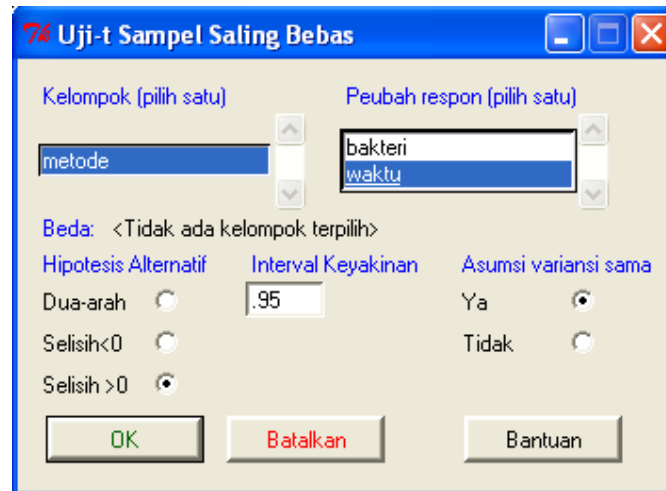 Uji-t Sampel Saling Bebas
Kelompok (pilih satu) Peubah respon (pilih satu)
metode
bakteri
waktu
Beda: <Tidak ada kelompok terpilih>
Hipotesis Alternatif Interval Keyakinan Asumsi variansi sama
Dua-arah .95 Ya
Selisih<0 Tidak
Selisih >0
OK Batalkan Bantuan